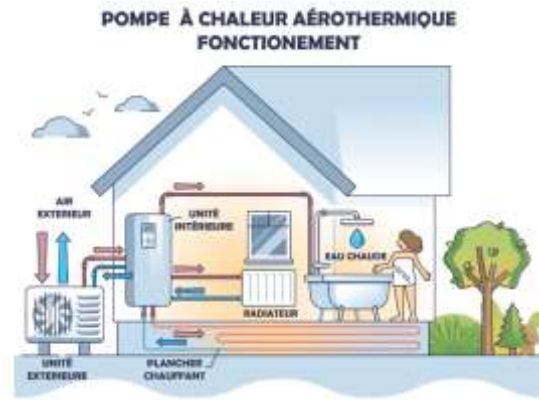 POMPE À CHALEUR AÉROTHERMIQUE
FONCTIONEMENT
AIR
EXTERIEUR
UNITÉ
INTÉRIEURE
EAU CHAUDE
RADIATEUR
UNITÉ
EXTERIEURE
PLANCHER
CHAUFFANT